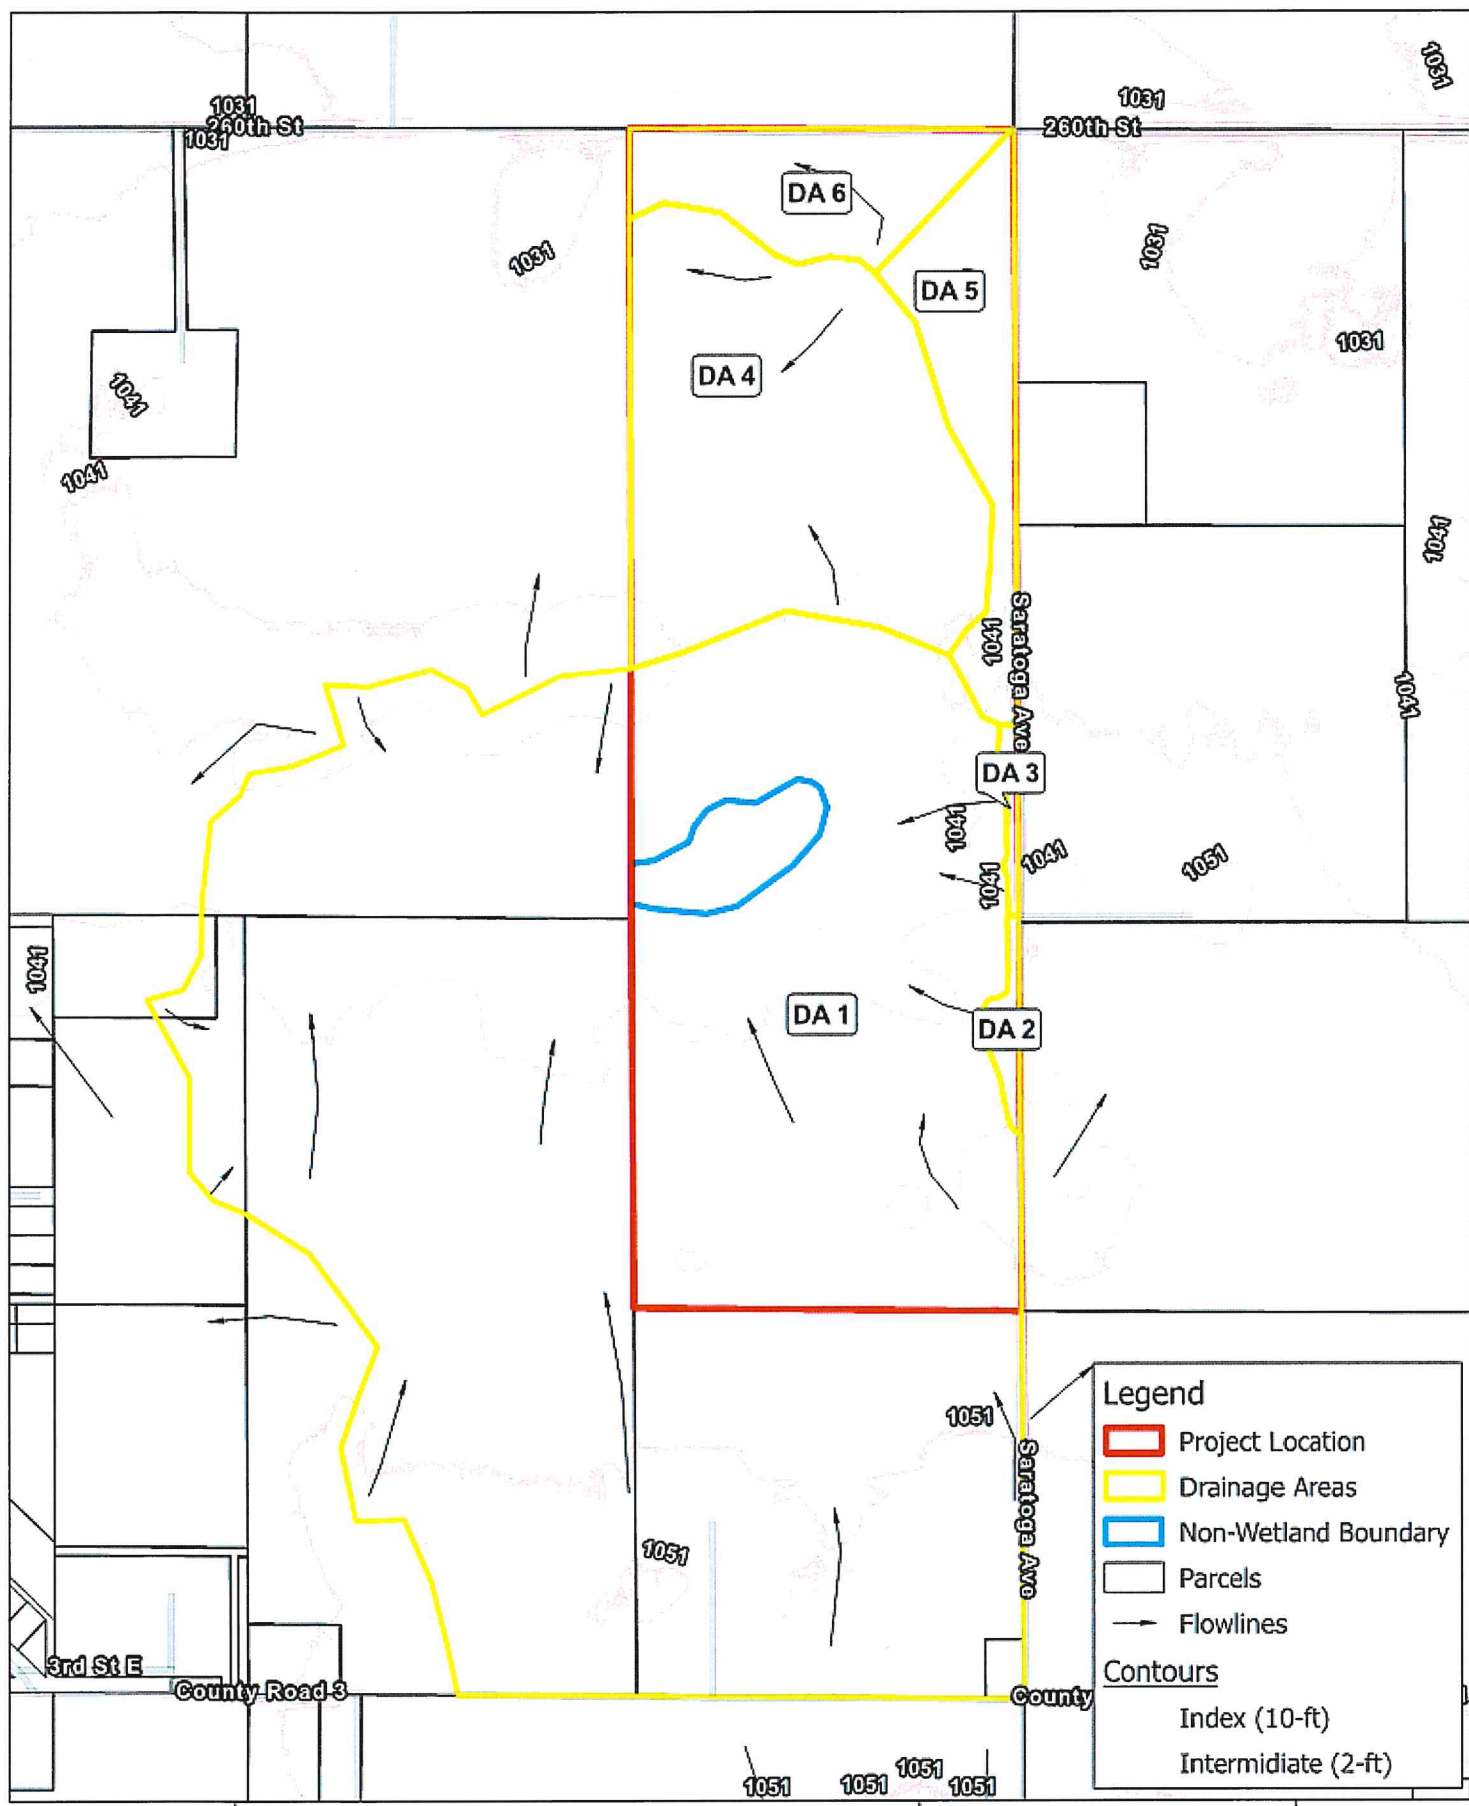 1031
1031
1031
260th St
260th St
1031
DA 6
1031
1031
DA 5
1031
DA 4
1041
1041
1041
Saratoga Ave
1041
1041
DA 3
1041
1041
1051
1041
1041
DA 1
DA 2
1051
Saratoga Ave
1051
3rd St E
County Road 3
County
1051
1051
1051
1051
Legend
Project Location
Drainage Areas
Non-Wetland Boundary
Parcels
Flowlines
Contours
Index (10-ft)
Intermidiate (2-ft)